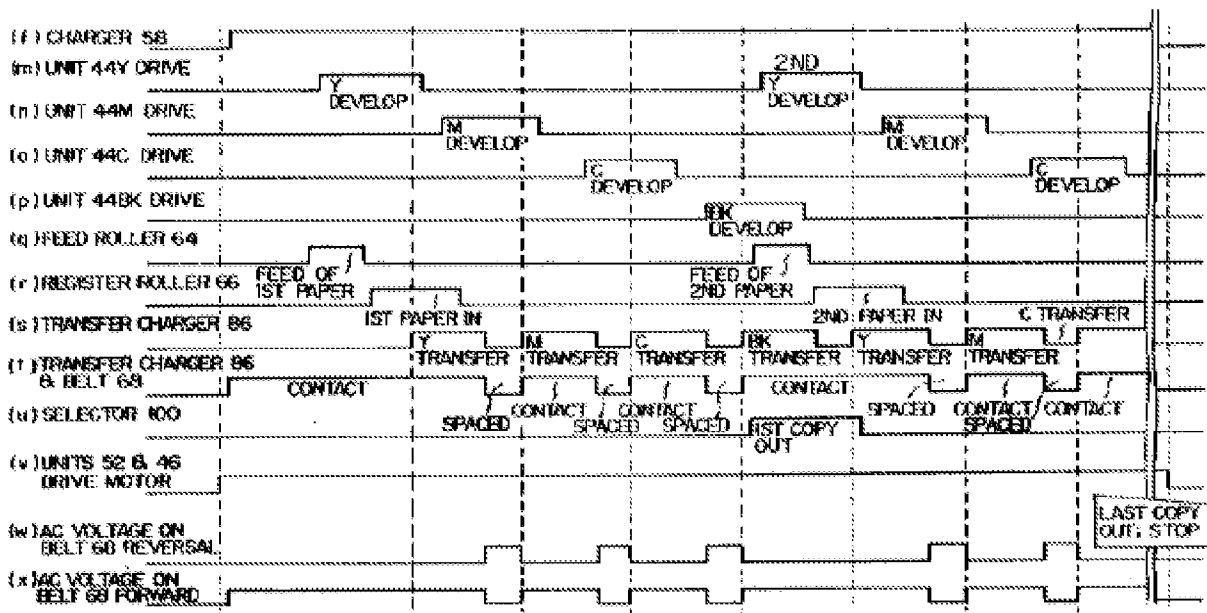 (f) CHARGER 58
(m) UNIT 44Y DRIVE
Y
DEVELOP
2ND
Y
DEVELOP
(n) UNIT 44M DRIVE
M
DEVELOP
M
DEVELOP
(o) UNIT 44C DRIVE
C
DEVELOP
C
DEVELOP
(p) UNIT 44BK DRIVE
BK
DEVELOP
(q) FEED ROLLER 64
FEED OF
1ST PAPER
FEED OF
2ND PAPER
(r) REGISTER ROLLER 66
1ST PAPER IN
2ND PAPER IN
(s) TRANSFER CHARGER 86
C TRANSFER
Y
TRANSFER
M
TRANSFER
C
TRANSFER
BK
TRANSFER
Y
TRANSFER
M
TRANSFER
(t) TRANSFER CHARGER 86
& BELT 68
CONTACT
SPACED
CONTACT
SPACED
CONTACT
SPACED
CONTACT
SPACED
CONTACT
SPACED
CONTACT
(u) SELECTOR 100
1ST COPY
OUT
(v) UNITS 52 & 46
DRIVE MOTOR
LAST COPY
OUT; STOP
(w) AC VOLTAGE ON
BELT 68 REVERSAL
(x) AC VOLTAGE ON
BELT 68 FORWARD